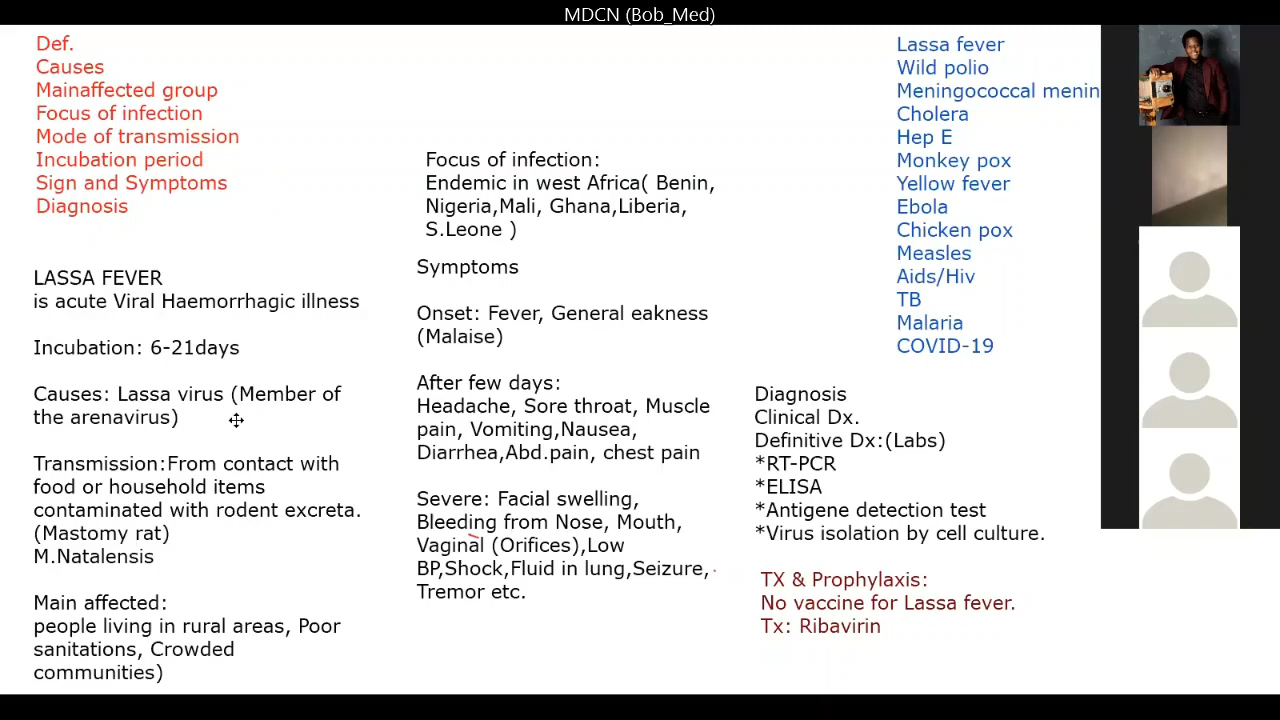 MDCN (Bob_Med)
Def.
Causes
Mainaffected group
Focus of infection
Mode of transmission
Incubation period
Sign and Symptoms
Diagnosis
LASSA FEVER
is acute Viral Haemorrhagic illness
Incubation: 6-21days
Causes: Lassa virus (Member of
the arenavirus)
Transmission:From contact with
food or household items
contaminated with rodent excreta.
(Mastomy rat)
M.Natalensis
Main affected:
people living in rural areas, Poor
sanitations, Crowded
communities)
Focus of infection:
Endemic in west Africa( Benin,
Nigeria,Mali, Ghana,Liberia,
S.Leone )
Symptoms
Onset: Fever, General eakness
(Malaise)
After few days:
Headache, Sore throat, Muscle
pain, Vomiting,Nausea,
Diarrhea,Abd.pain, chest pain
Severe: Facial swelling,
Bleeding from Nose, Mouth,
Vaginal (Orifices),Low
BP,Shock,Fluid in lung,Seizure,
Tremor etc.
Lassa fever
Wild polio
Meningococcal menin
Cholera
Hep E
Monkey pox
Yellow fever
Ebola
Chicken pox
Measles
Aids/Hiv
TB
Malaria
COVID-19
Diagnosis
Clinical Dx.
Definitive Dx:(Labs)
*RT-PCR
*ELISA
*Antigene detection test
*Virus isolation by cell culture.
TX & Prophylaxis:
No vaccine for Lassa fever.
Tx: Ribavirin